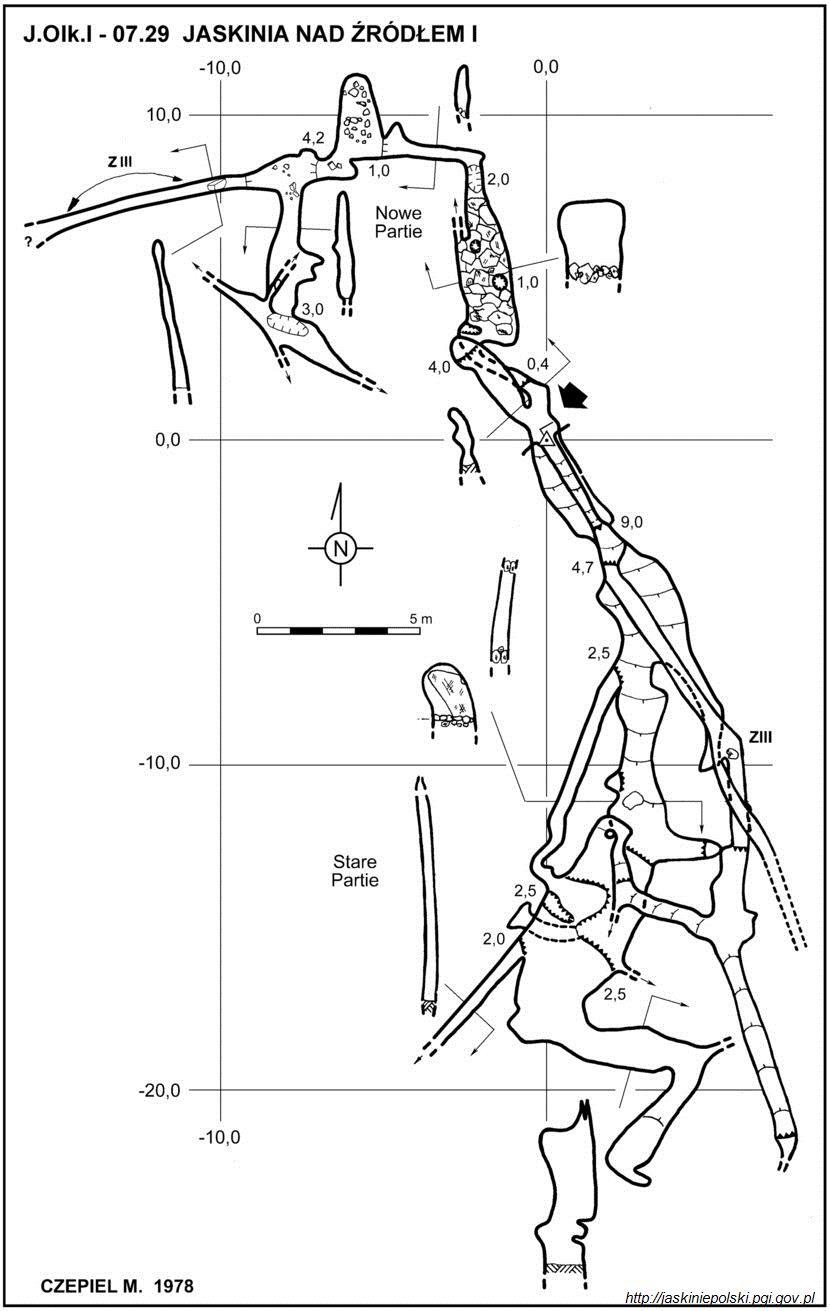 J.Olk.I - 07.29 JASKINIA NAD ŹRÓDŁEM I
-10,0
0,0
10,0
4,2
Z III
1,0
2,0
Nowe
Partie
?
1,0
3,0
4,0
0,4
0,0
9,0
N
4,7
0
5 m
2,5
ZIII
-10,0
Stare
Partie
2,5
2,0
2,5
-20,0
-10,0
CZEPIEL M. 1978
http://jaskiniepolski.pgi.gov.pl